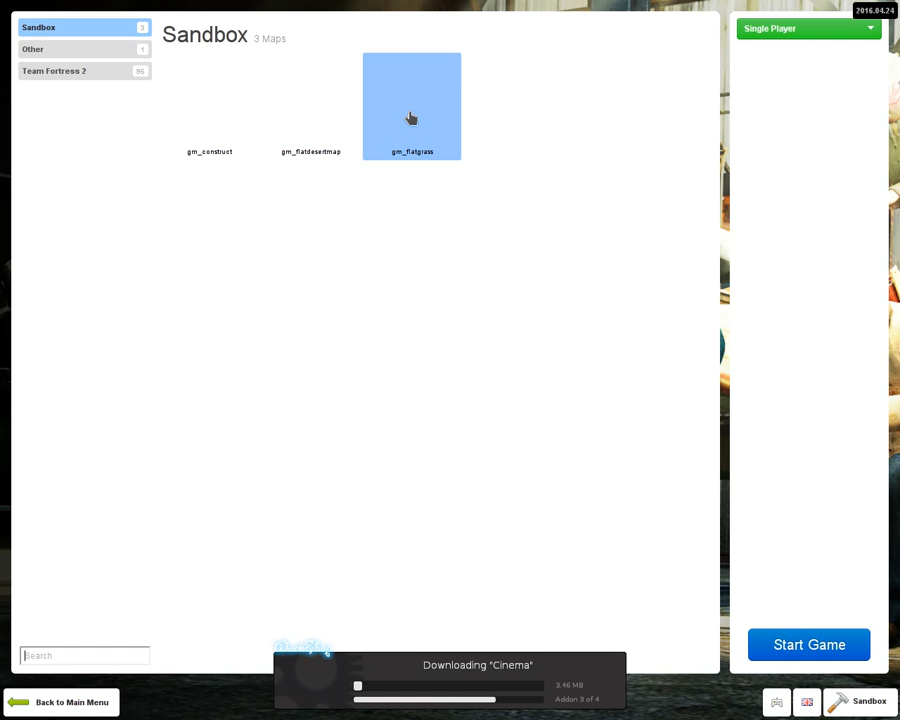 2016.04.24
Sandbox 3
Other 1
Team Fortress 2 96
Sandbox 3 Maps
gm_construct
gm_flatdesertmap
gm_flatgrass
Single Player
Search
Start Game
Downloading "Cinema"
3.46 MB
Addon 3 of 4
Back to Main Menu
Sandbox